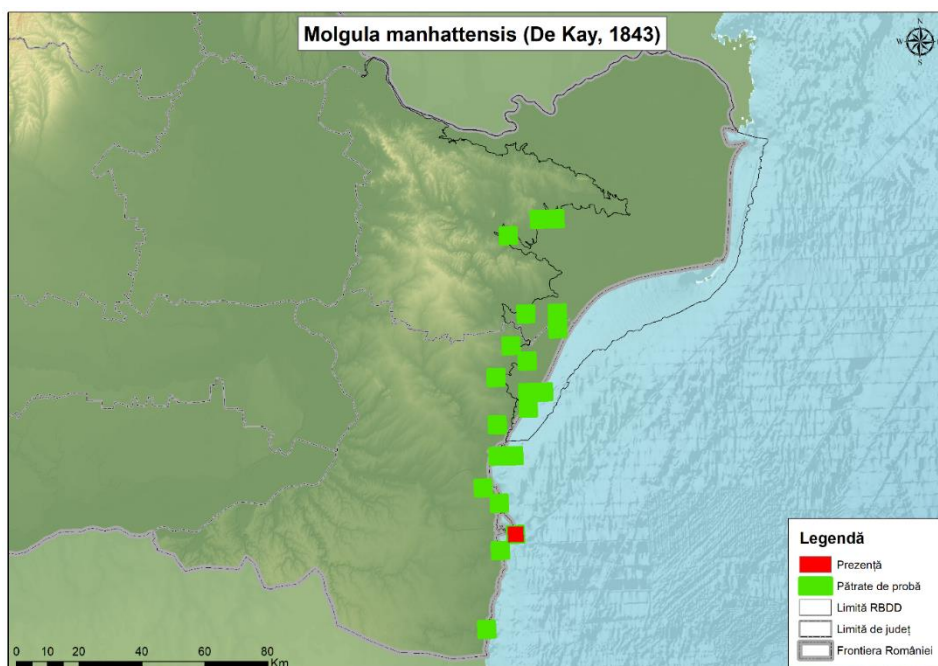 Molgula manhattensis (De Kay, 1843)
N
W E
S
Legendă
Prezență
Pătrate de probă
Limită RBDD
Limită de județ
Frontiera României
0 10 20 40 60 80
Km